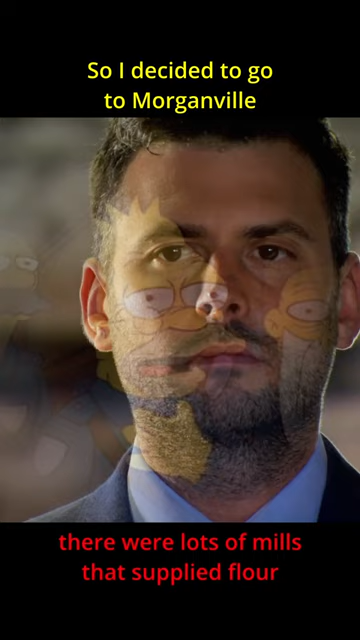 So I decided to go
to Morganville
there were lots of mills
that supplied flour